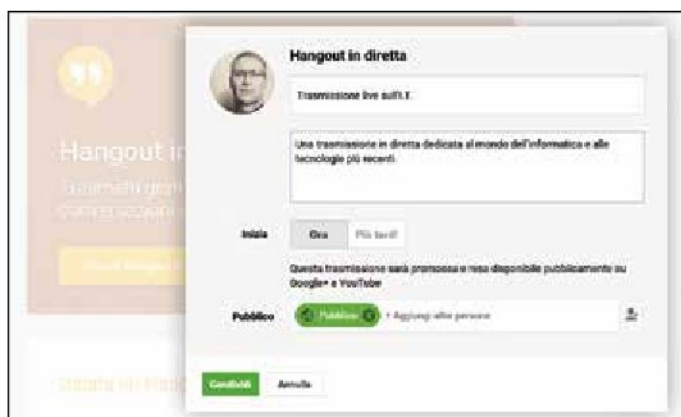 Hangout in diretta
Trasmissione live sull'I.T.
Una trasmissione in diretta dedicata al mondo dell'informatica e alle
tecnologie più recenti.
Hangout in
Inizia
Ora
Più tardi
Questa trasmissione sarà promossa e resa disponibile pubblicamente su
Google+ e YouTube
Pubblico
Pubblico
+ Aggiungi altre persone
Condividi
Annulla